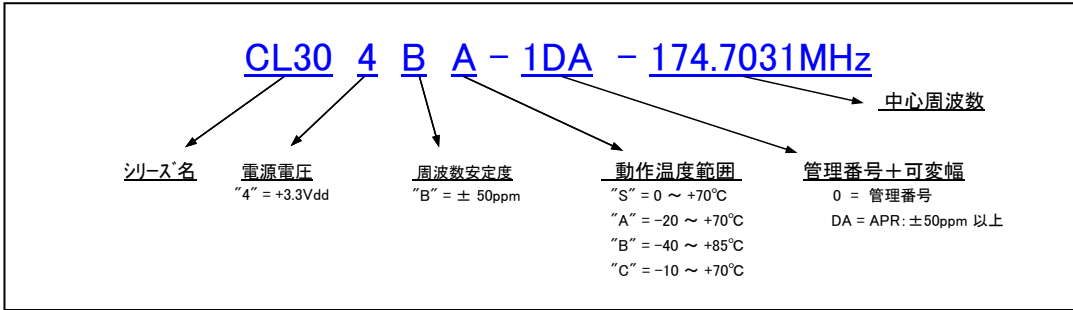 CL30 4 B A - 1DA - 174.7031MHz
中心周波数
シリーズ名
電源電圧
"4" = +3.3Vdd
周波数安定度
"B" = ± 50ppm
動作温度範囲
"S" = 0 ~ +70℃
"A" = -20 ~ +70℃
"B" = -40 ~ +85℃
"C" = -10 ~ +70℃
管理番号+可変幅
0 = 管理番号
DA = APR: ±50ppm 以上